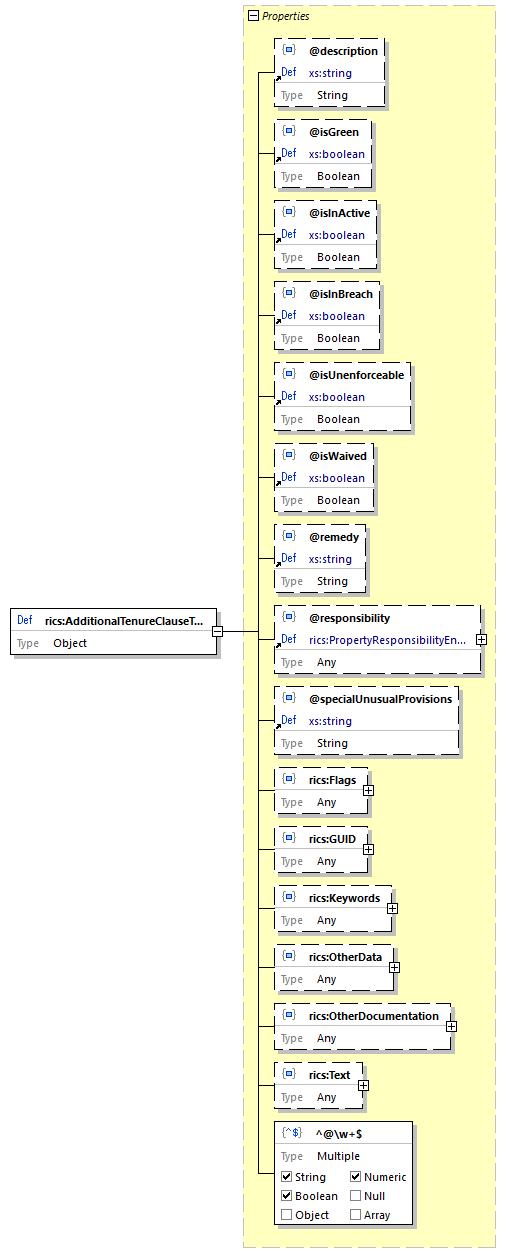 Properties
@description
Def xs:string
Type String
@isGreen
Def xs:boolean
Type Boolean
@isInActive
Def xs:boolean
Type Boolean
@isInBreach
Def xs:boolean
Type Boolean
@isUnenforceable
Def xs:boolean
Type Boolean
@isWaived
Def xs:boolean
Type Boolean
@remedy
Def xs:string
Type String
Def rics:AdditionalTenureClauseT...
Type Object
@responsibility
Def rics:PropertyResponsibilityEn...
Type Any
@specialUnusualProvisions
Def xs:string
Type String
rics:Flags
Type Any
rics:GUID
Type Any
rics:Keywords
Type Any
rics:OtherData
Type Any
rics:OtherDocumentation
Type Any
rics:Text
Type Any
{^$} ^@\w+$
Type Multiple
String Numeric
Boolean Null
Object Array